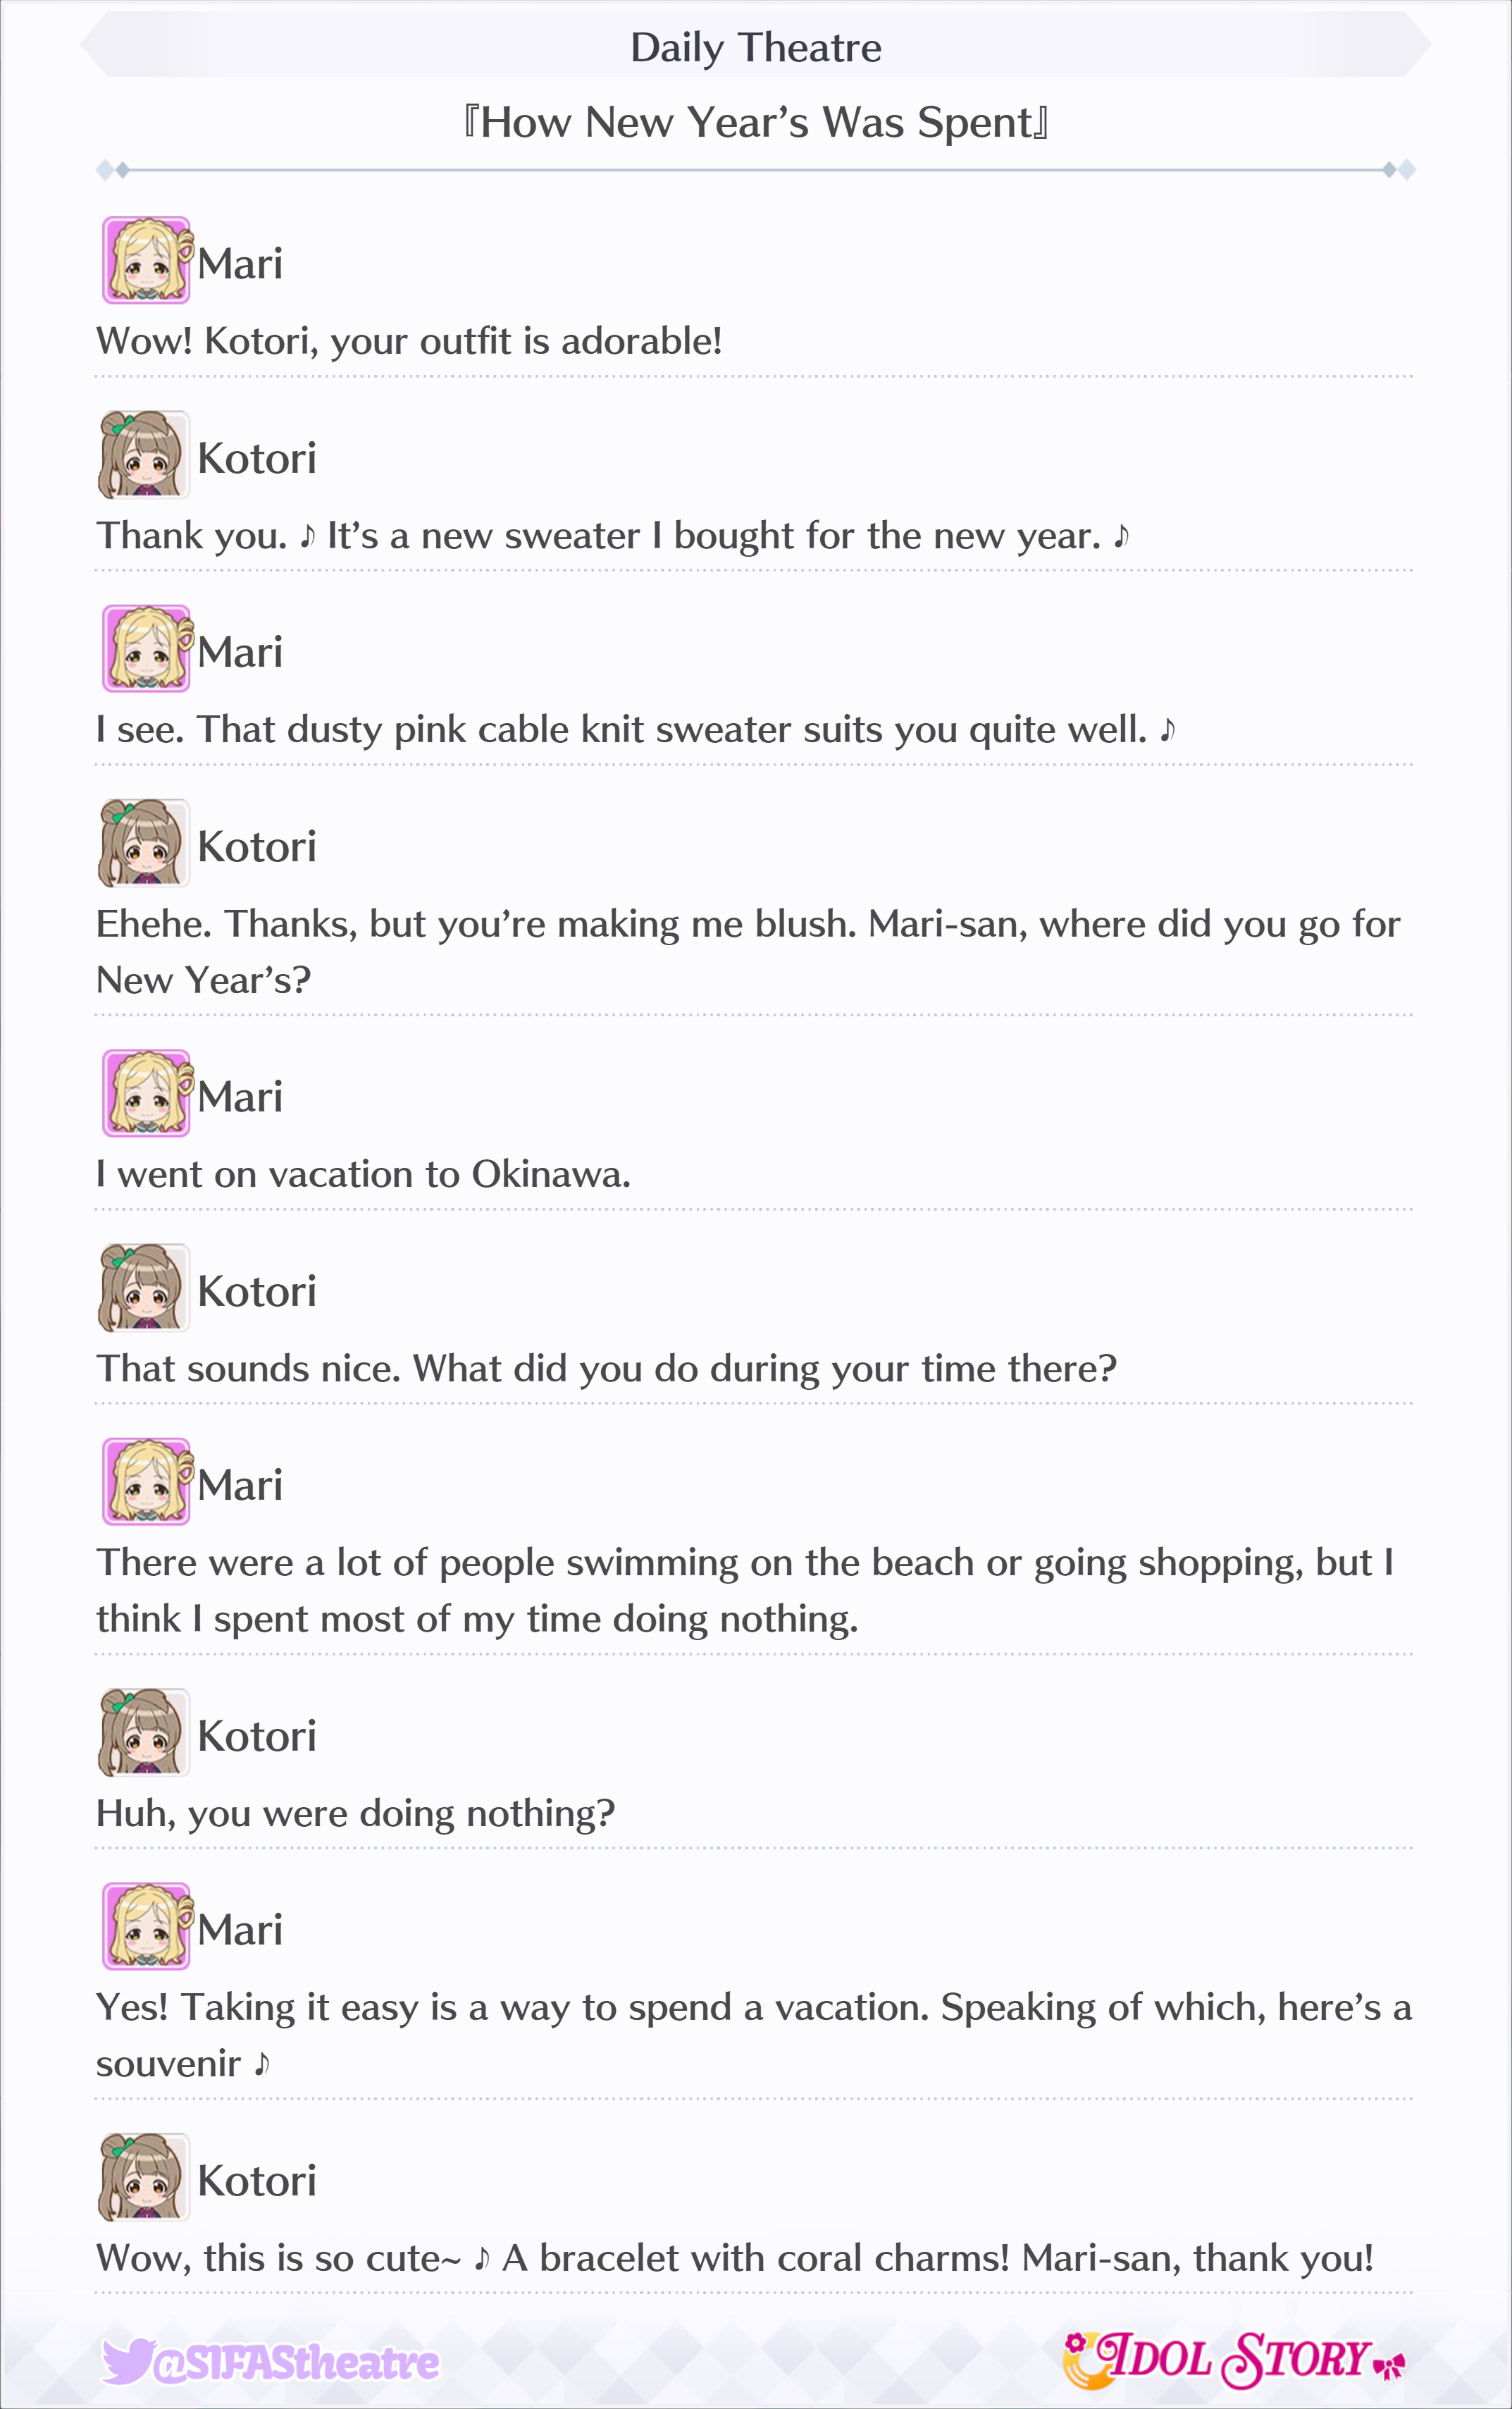 Daily Theatre
『How New Year’s Was Spent』
Mari
Wow! Kotori, your outfit is adorable!
Kotori
Thank you. ♪ It’s a new sweater I bought for the new year. ♪
Mari
I see. That dusty pink cable knit sweater suits you quite well. ♪
Kotori
Ehehe. Thanks, but you’re making me blush. Mari-san, where did you go for
New Year’s?
Mari
I went on vacation to Okinawa.
Kotori
That sounds nice. What did you do during your time there?
Mari
There were a lot of people swimming on the beach or going shopping, but I
think I spent most of my time doing nothing.
Kotori
Huh, you were doing nothing?
Mari
Yes! Taking it easy is a way to spend a vacation. Speaking of which, here’s a
souvenir ♪
Kotori
Wow, this is so cute~ ♪ A bracelet with coral charms! Mari-san, thank you!
@SIFAStheatre
IDOL STORY